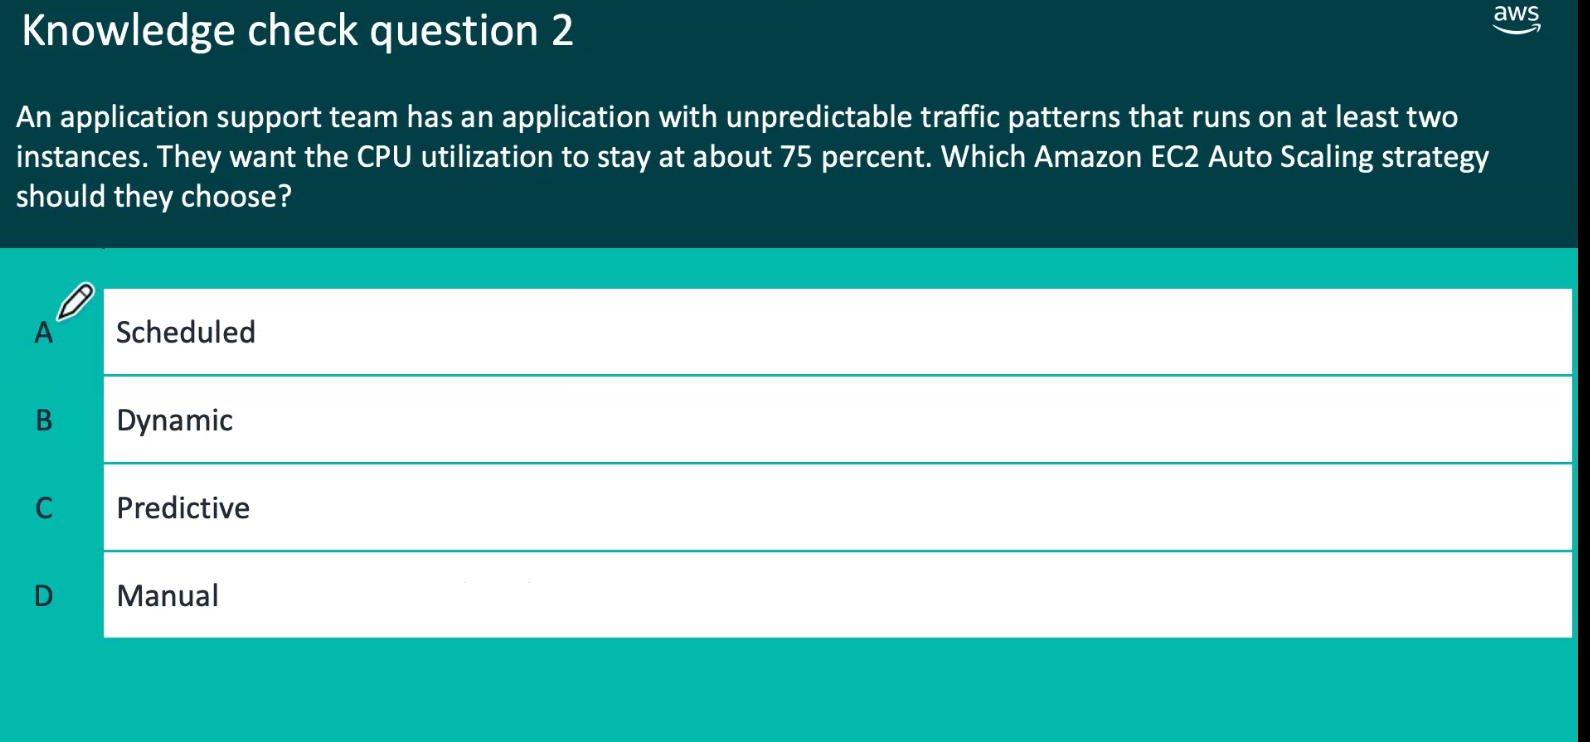 Knowledge check question 2
aws
An application support team has an application with unpredictable traffic patterns that runs on at least two
instances. They want the CPU utilization to stay at about 75 percent. Which Amazon EC2 Auto Scaling strategy
should they choose?
A Scheduled
B Dynamic
C Predictive
D Manual